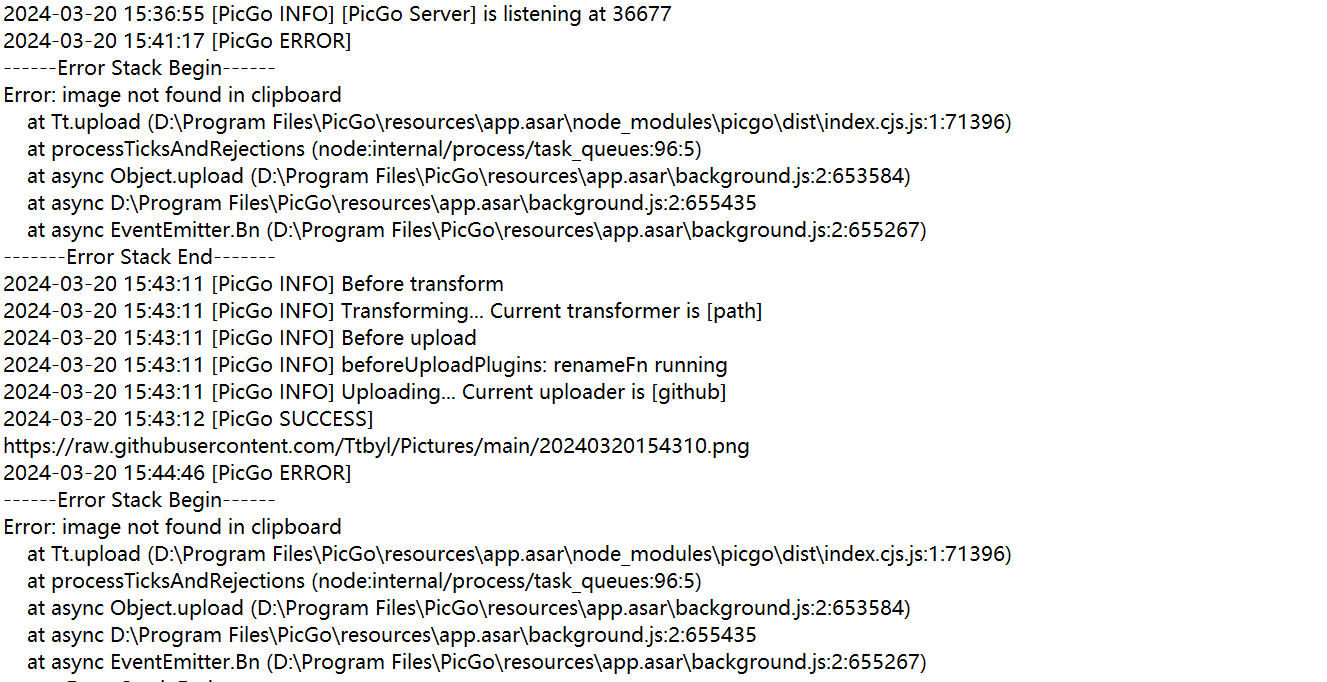 2024-03-20 15:36:55 [PicGo INFO] [PicGo Server] is listening at 36677
2024-03-20 15:41:17 [PicGo ERROR]
------Error Stack Begin------
Error: image not found in clipboard
at Tt.upload (D:\Program Files\PicGo\resources\app.asar\node_modules\picgo\dist\index.cjs.js:1:71396)
at processTicksAndRejections (node:internal/process/task_queues:96:5)
at async Object.upload (D:\Program Files\PicGo\resources\app.asar\background.js:2:653584)
at async D:\Program Files\PicGo\resources\app.asar\background.js:2:655435
at async EventEmitter.Bn (D:\Program Files\PicGo\resources\app.asar\background.js:2:655267)
-------Error Stack End-------
2024-03-20 15:43:11 [PicGo INFO] Before transform
2024-03-20 15:43:11 [PicGo INFO] Transforming... Current transformer is [path]
2024-03-20 15:43:11 [PicGo INFO] Before upload
2024-03-20 15:43:11 [PicGo INFO] beforeUploadPlugins: renameFn running
2024-03-20 15:43:11 [PicGo INFO] Uploading... Current uploader is [github]
2024-03-20 15:43:12 [PicGo SUCCESS]
https://raw.githubusercontent.com/Ttbyl/Pictures/main/20240320154310.png
2024-03-20 15:44:46 [PicGo ERROR]
------Error Stack Begin------
Error: image not found in clipboard
at Tt.upload (D:\Program Files\PicGo\resources\app.asar\node_modules\picgo\dist\index.cjs.js:1:71396)
at processTicksAndRejections (node:internal/process/task_queues:96:5)
at async Object.upload (D:\Program Files\PicGo\resources\app.asar\background.js:2:653584)
at async D:\Program Files\PicGo\resources\app.asar\background.js:2:655435
at async EventEmitter.Bn (D:\Program Files\PicGo\resources\app.asar\background.js:2:655267)